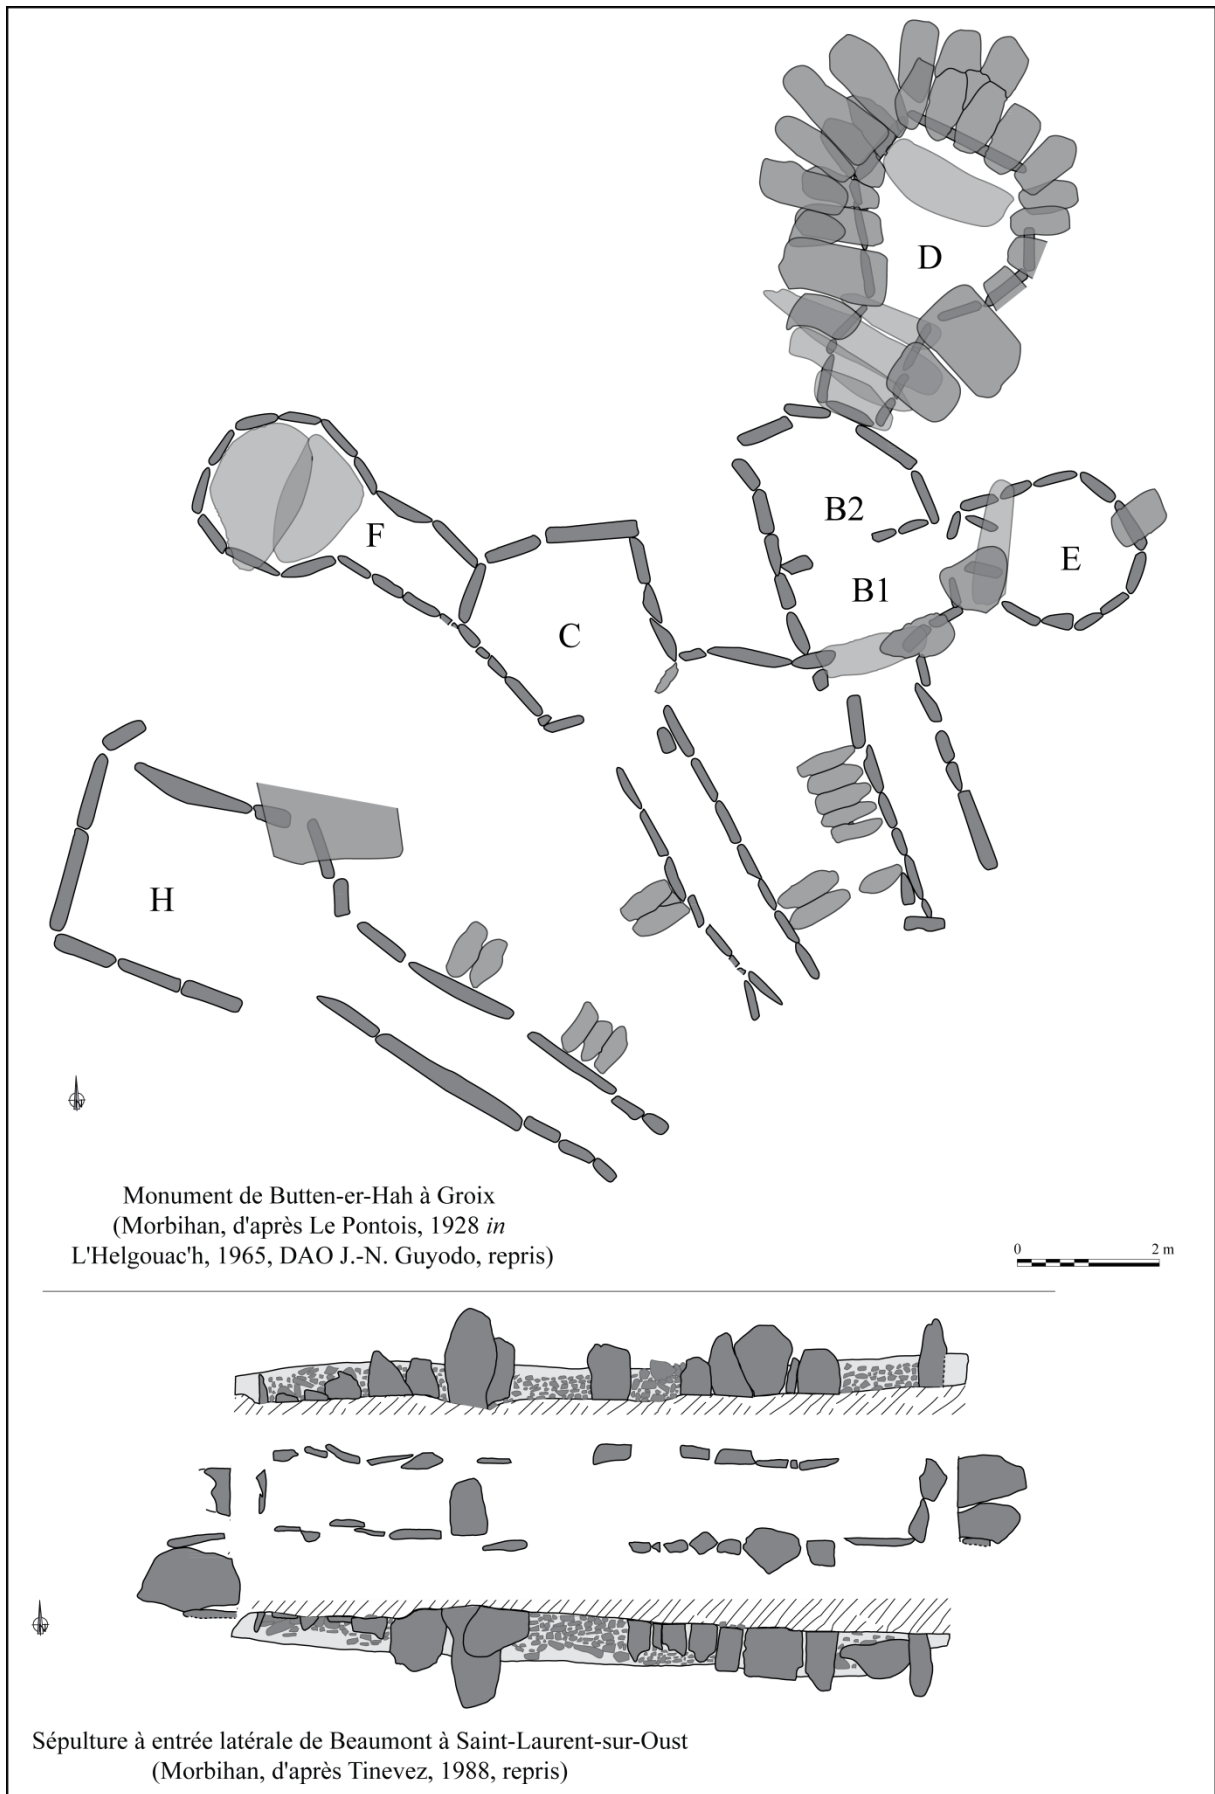 D
B2
F
E
B1
C
H
N
Monument de Butten-er-Hah à Groix
(Morbihan, d'après Le Pontois, 1928 in
L'Helgouac'h, 1965, DAO J.-N. Guyodo, repris)
0 2 m
N
Sépulture à entrée latérale de Beaumont à Saint-Laurent-sur-Oust
(Morbihan, d'après Tinevez, 1988, repris)